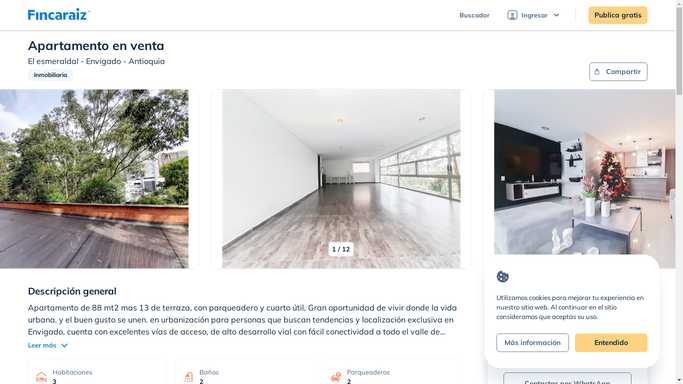 Fincaraiz
Buscador
Ingresar
Publica gratis
Apartamento en venta
El esmeraldal - Envigado - Antioquia
Inmobiliaria
Compartir
1 / 12
Descripción general
Apartamento de 88 mt2 mas 13 de terraza, con parqueadero y cuarto útil, Gran oportunidad de vivir donde la vida
urbana, y el buen gusto se unen, en urbanización para personas que buscan tendencias y localización exclusiva en
Envigado, cuenta con excelentes vías de acceso, de alto desarrollo vial con fácil conectividad a todo el valle de...
Leer más
Habitaciones
3
Baños
2
Parqueaderos
2
Utilizamos cookies para mejorar tu experiencia en
nuestro sitio web. Al continuar en el sitio
consideramos que aceptas su uso.
Más información
Entendido
Contactar por WhatsApp